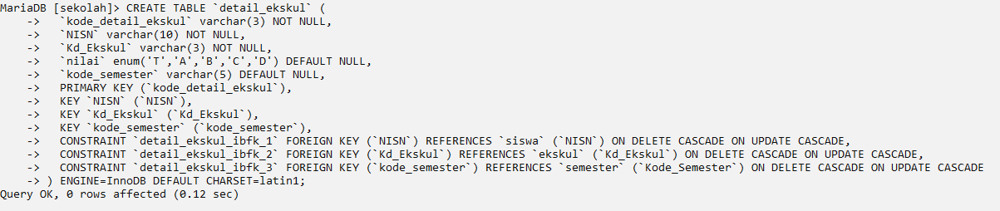 MariaDB [sekolah]> CREATE TABLE `detail_ekskul` (
    ->   `kode_detail_ekskul` varchar(3) NOT NULL,
    ->   `NISN` varchar(10) NOT NULL,
    ->   `Kd_Ekskul` varchar(3) NOT NULL,
    ->   `nilai` enum('T','A','B','C','D') DEFAULT NULL,
    ->   `kode_semester` varchar(5) DEFAULT NULL,
    ->   PRIMARY KEY (`kode_detail_ekskul`),
    ->   KEY `NISN` (`NISN`),
    ->   KEY `Kd_Ekskul` (`Kd_Ekskul`),
    ->   KEY `kode_semester` (`kode_semester`),
    ->   CONSTRAINT `detail_ekskul_ibfk_1` FOREIGN KEY (`NISN`) REFERENCES `siswa` (`NISN`) ON DELETE CASCADE ON UPDATE CASCADE,
    ->   CONSTRAINT `detail_ekskul_ibfk_2` FOREIGN KEY (`Kd_Ekskul`) REFERENCES `ekskul` (`Kd_Ekskul`) ON DELETE CASCADE ON UPDATE CASCADE,
    ->   CONSTRAINT `detail_ekskul_ibfk_3` FOREIGN KEY (`kode_semester`) REFERENCES `semester` (`Kode_Semester`) ON DELETE CASCADE ON UPDATE CASCADE
    -> ) ENGINE=InnoDB DEFAULT CHARSET=latin1;
Query OK, 0 rows affected (0.12 sec)